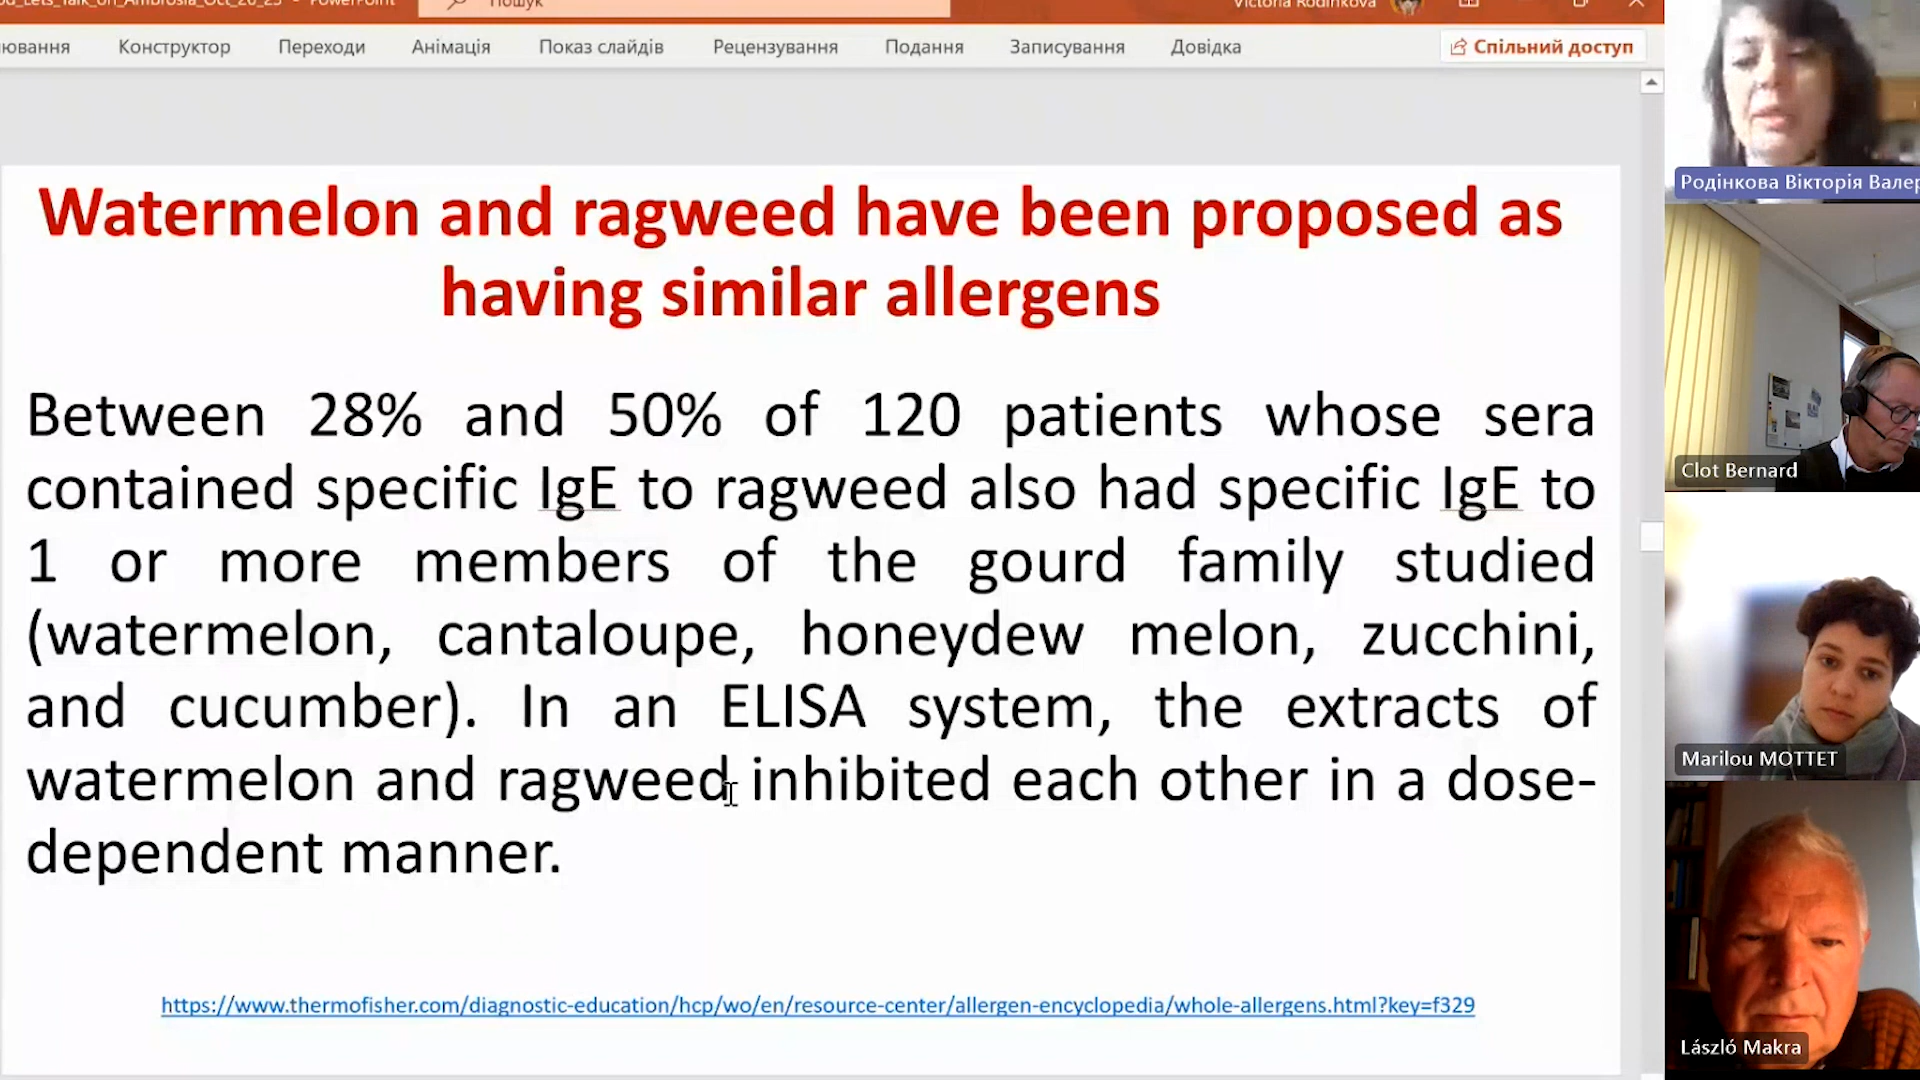 PowerPoint
Пошук
Victoria Rodinkova
Конструктор
Переходи
Анімація
Показ слайдів
Рецензування
Подання
Записування
Довідка
Спільний доступ
Watermelon and ragweed have been proposed as
having similar allergens
Between 28% and 50% of 120 patients whose sera
contained specific IgE to ragweed also had specific IgE to
1 or more members of the gourd family studied
(watermelon, cantaloupe, honeydew melon, zucchini,
and cucumber). In an ELISA system, the extracts of
watermelon and ragweed inhibited each other in a dose-
dependent manner.
https://www.thermofisher.com/diagnostic-education/hcp/wo/en/resource-center/allergen-encyclopedia/whole-allergens.html?key=f329
Родінкова Вікторія Валер
Clot Bernard
Marilou MOTTET
László Makra